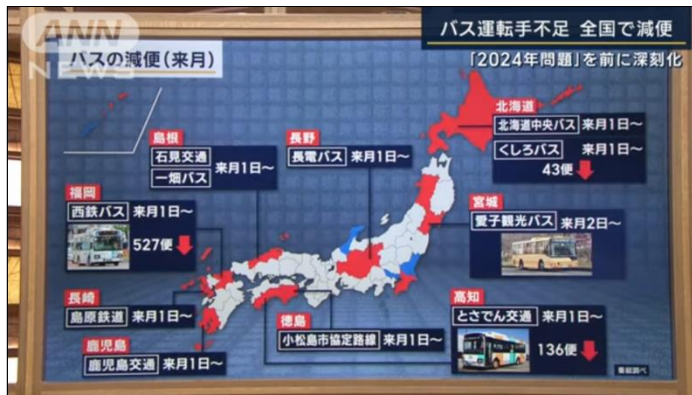 ANN
NEWS
バス運転手不足 全国で減便
「2024年問題」を前に深刻化
バスの減便(来月)
北海道
北海道中央バス 来月1日～
くしろバス 来月1日～
43便
島根
石見交通 来月1日～
一畑バス
長野
長電バス 来月1日～
福岡
西鉄バス 来月1日～
527便
宮城
愛子観光バス 来月2日～
長崎
島原鉄道 来月1日～
徳島
小松島市協定路線 来月1日～
高知
とさでん交通 来月1日～
136便
鹿児島
鹿児島交通 来月1日～
番組調べ